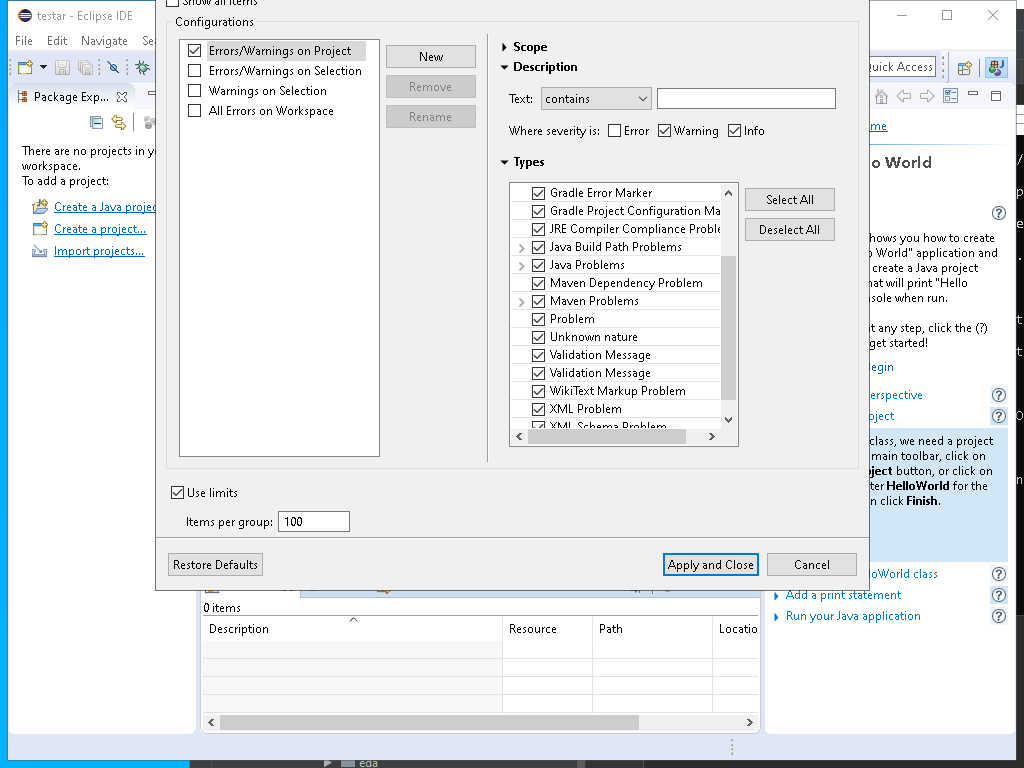 testar - Eclipse IDE
Show all items
File Edit Navigate Se
Configurations
Errors/Warnings on Project
Errors/Warnings on Selection
Warnings on Selection
All Errors on Workspace
New
Remove
Rename
Scope
Description
Text: contains
Where severity is: Error Warning Info
Types
Gradle Error Marker
Gradle Project Configuration Ma
JRE Compiler Compliance Proble
Java Build Path Problems
Java Problems
Maven Dependency Problem
Maven Problems
Problem
Unknown nature
Validation Message
Validation Message
WikiText Markup Problem
XML Problem
XML Schema Problem
Select All
Deselect All
Use limits
Items per group: 100
Restore Defaults
Apply and Close
Cancel
Package Exp...
There are no projects in y
workspace.
To add a project:
Create a Java projec
Create a project...
Import projects...
Quick Access
me
o World
hows you how to create
o World" application and
create a Java project
hat will print "Hello
nsole when run.
t any step, click the (?)
get started!
Begin
erspective
oject
class, we need a project
main toolbar, click on
ject button, or click on
ter HelloWorld for the
n click Finish.
loWorld class
Add a print statement
Run your Java application
0 items
Description Resource Path Locatio
eda